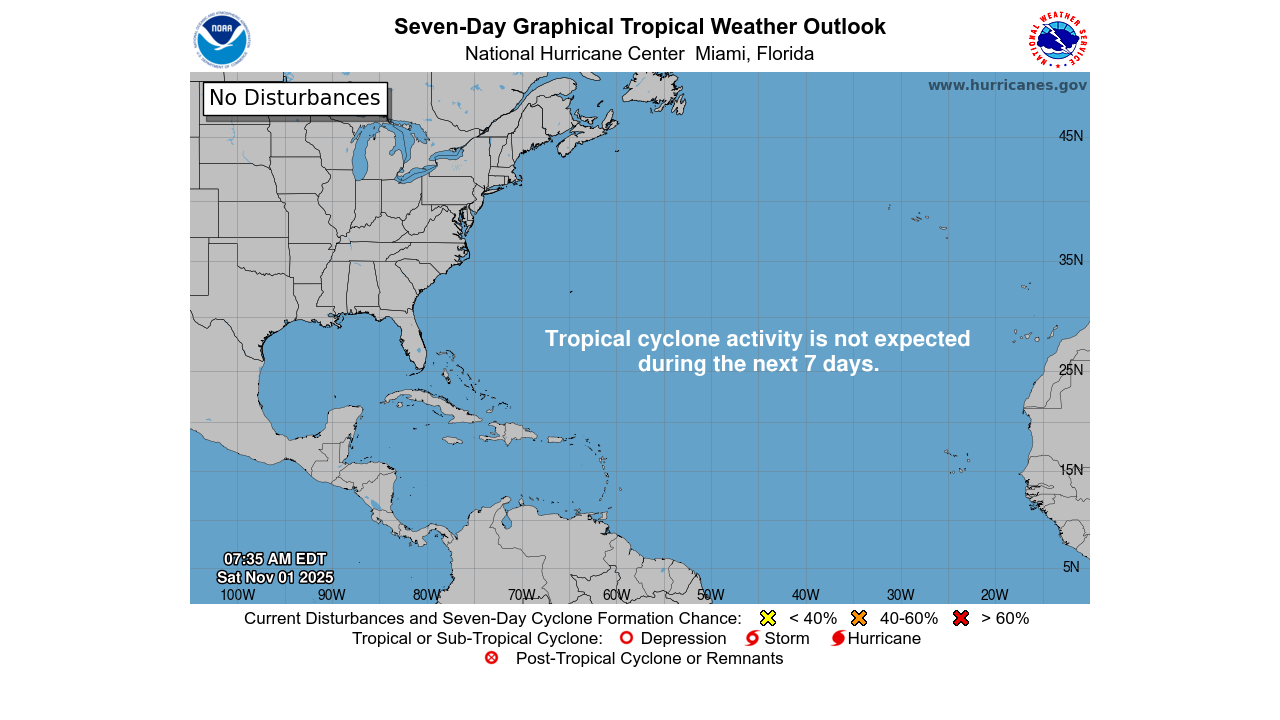 Seven-Day Graphical Tropical Weather Outlook
National Hurricane Center Miami, Florida
NOAA
NATIONAL WEATHER SERVICE
No Disturbances
www.hurricanes.gov
45N
35N
Tropical cyclone activity is not expected
during the next 7 days.
25N
15N
07:35 AM EDT
Sat Nov 01 2025
5N
100W 90W 80W 70W 60W 50W 40W 30W 20W
Current Disturbances and Seven-Day Cyclone Formation Chance: < 40% 40-60% > 60%
Tropical or Sub-Tropical Cyclone: Depression Storm Hurricane
Post-Tropical Cyclone or Remnants